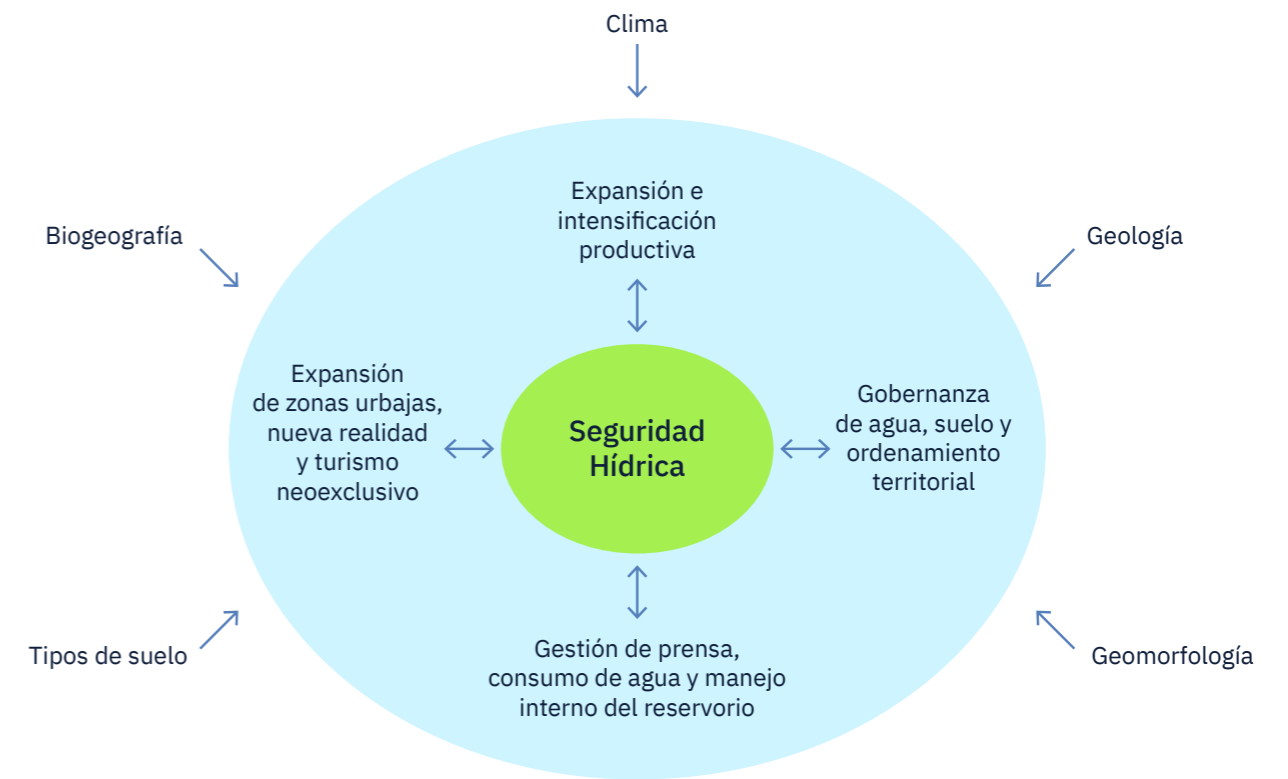 Clima
Biogeografía
Geología
Expansión e
intensificación
productiva
Expansión
de zonas urbajas,
nueva realidad
y turismo
neoexclusivo
Seguridad
Hídrica
Gobernanza
de agua, suelo y
ordenamiento
territorial
Tipos de suelo
Gestión de prensa,
consumo de agua y manejo
interno del reservorio
Geomorfología